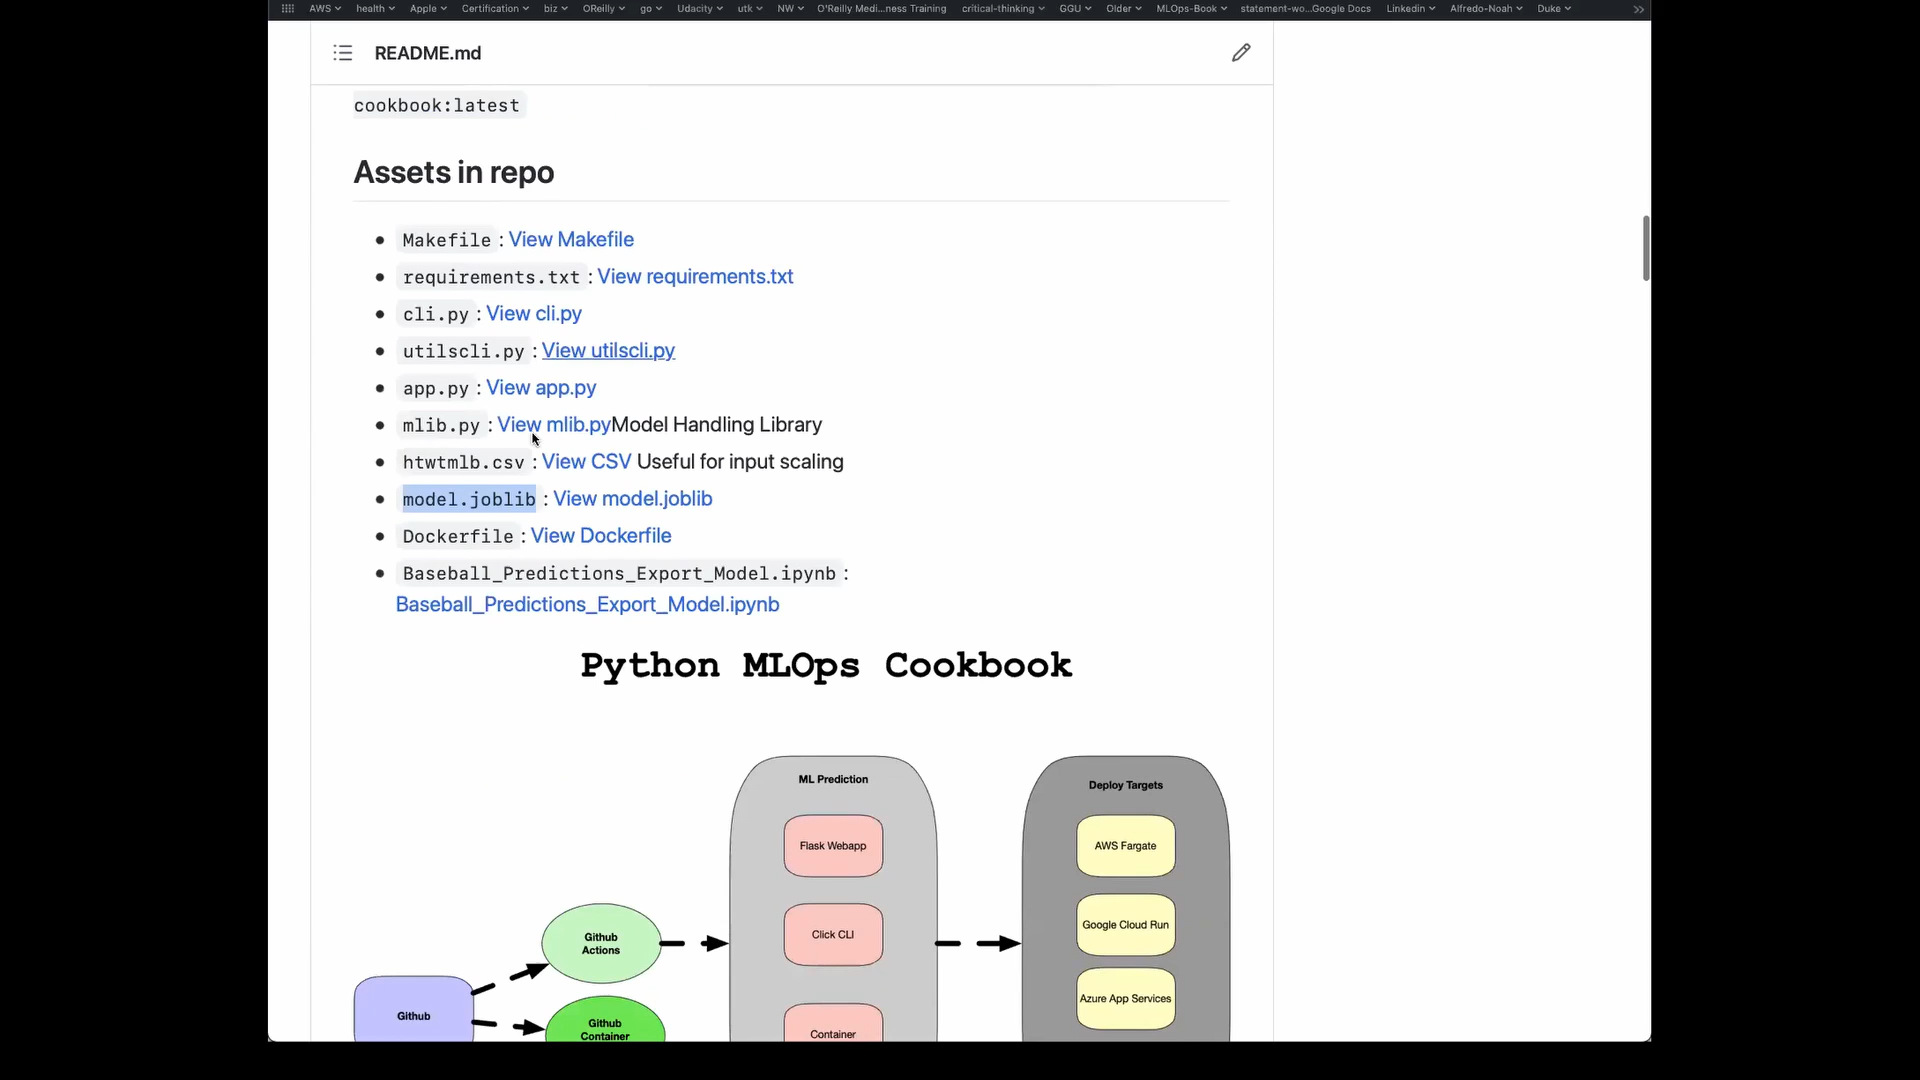 AWS health Apple Certification biz OReilly go Udacity utk NW O'Reilly Medi...ness Training critical-thinking GGU Older MLOps-Book statement-wo...Google Docs Linkedin Alfredo-Noah Duke »
README.md
cookbook:latest
Assets in repo
Makefile : View Makefile
requirements.txt : View requirements.txt
cli.py : View cli.py
utilscli.py : View utilscli.py
app.py : View app.py
mlib.py : View mlib.pyModel Handling Library
htwtmlb.csv : View CSV Useful for input scaling
model.joblib : View model.joblib
Dockerfile : View Dockerfile
Baseball_Predictions_Export_Model.ipynb :
Baseball_Predictions_Export_Model.ipynb
Python MLOps Cookbook
ML Prediction
Deploy Targets
Flask Webapp
AWS Fargate
Google Cloud Run
Click CLI
Github
Actions
Azure App Services
Github
Github
Container
Container